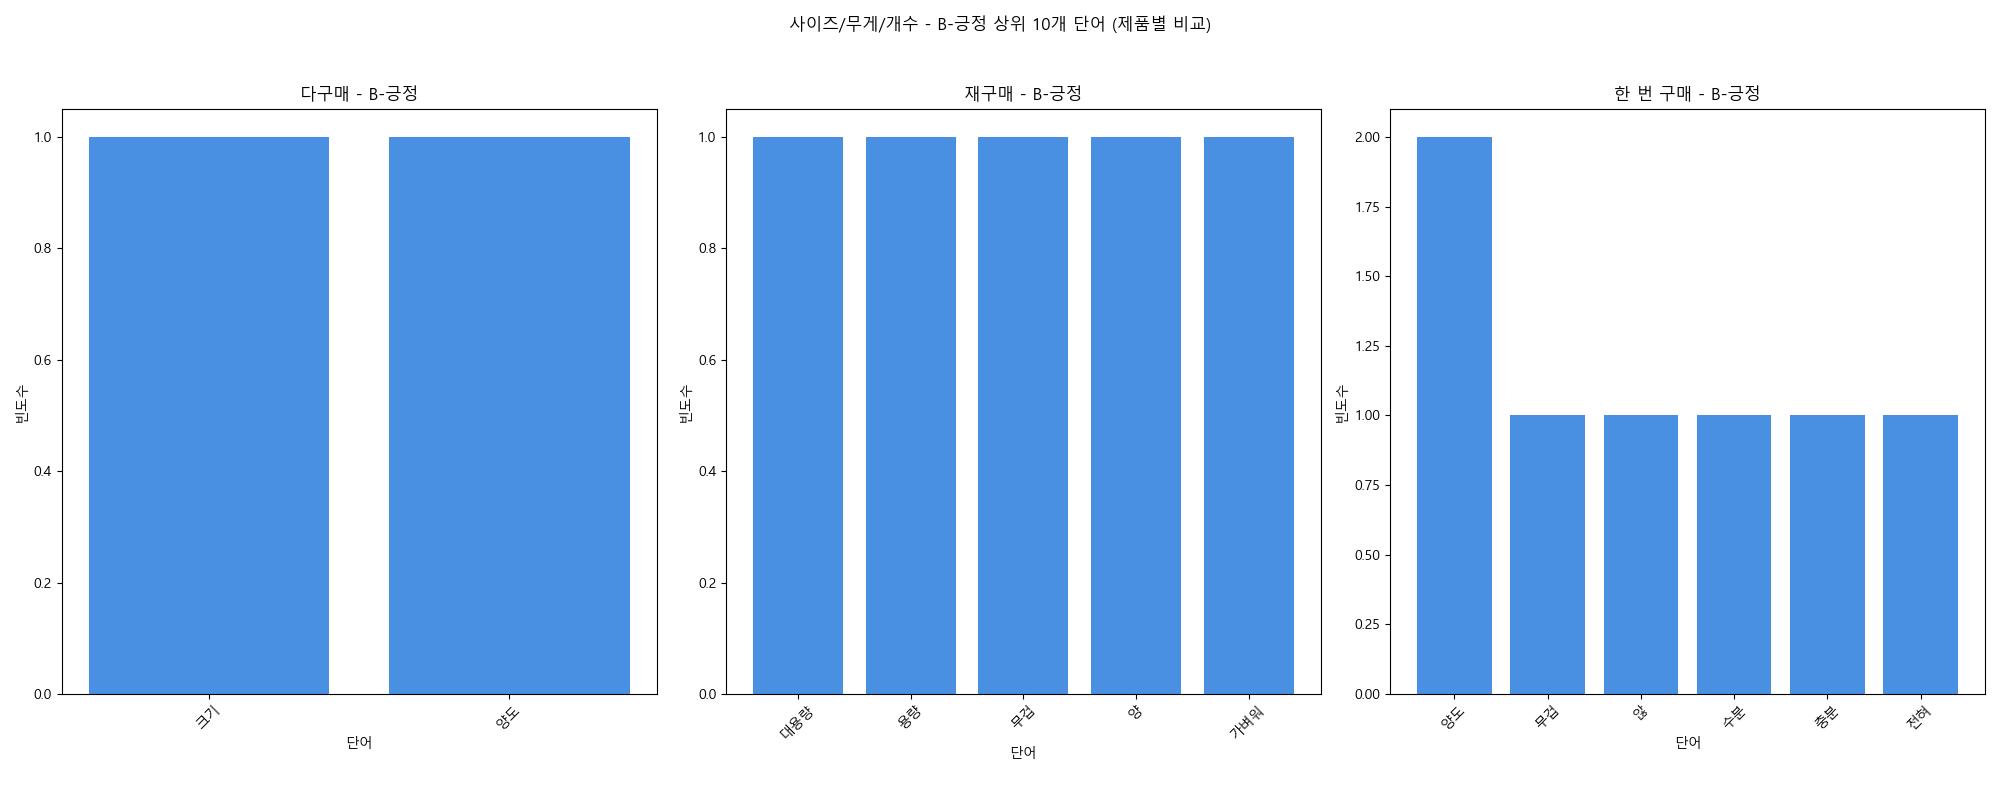 사이즈/무게/개수 - B-긍정 상위 10개 단어 (제품별 비교)
다구매 - B-긍정
1.0
0.8
0.6
0.4
0.2
0.0
빈도수
크기
양도
단어
재구매 - B-긍정
1.0
0.8
0.6
0.4
0.2
0.0
빈도수
대용량
용량
무겁
양
가벼워
단어
한 번 구매 - B-긍정
2.00
1.75
1.50
1.25
1.00
0.75
0.50
0.25
0.00
빈도수
양도
무겁
않
수분
충분
전혀
단어